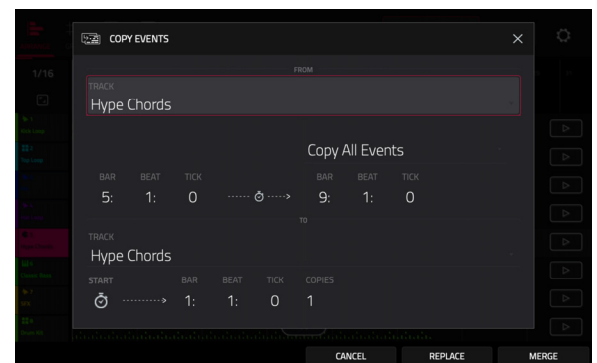 COPY EVENTS
1/16
FROM
TRACK
Hype Chords
Copy All Events
BAR BEAT TICK BAR BEAT TICK
5: 1: 0 9: 1: 0
TO
TRACK
Hype Chords
START BAR BEAT TICK COPIES
1: 1: 0 1
CANCEL REPLACE MERGE